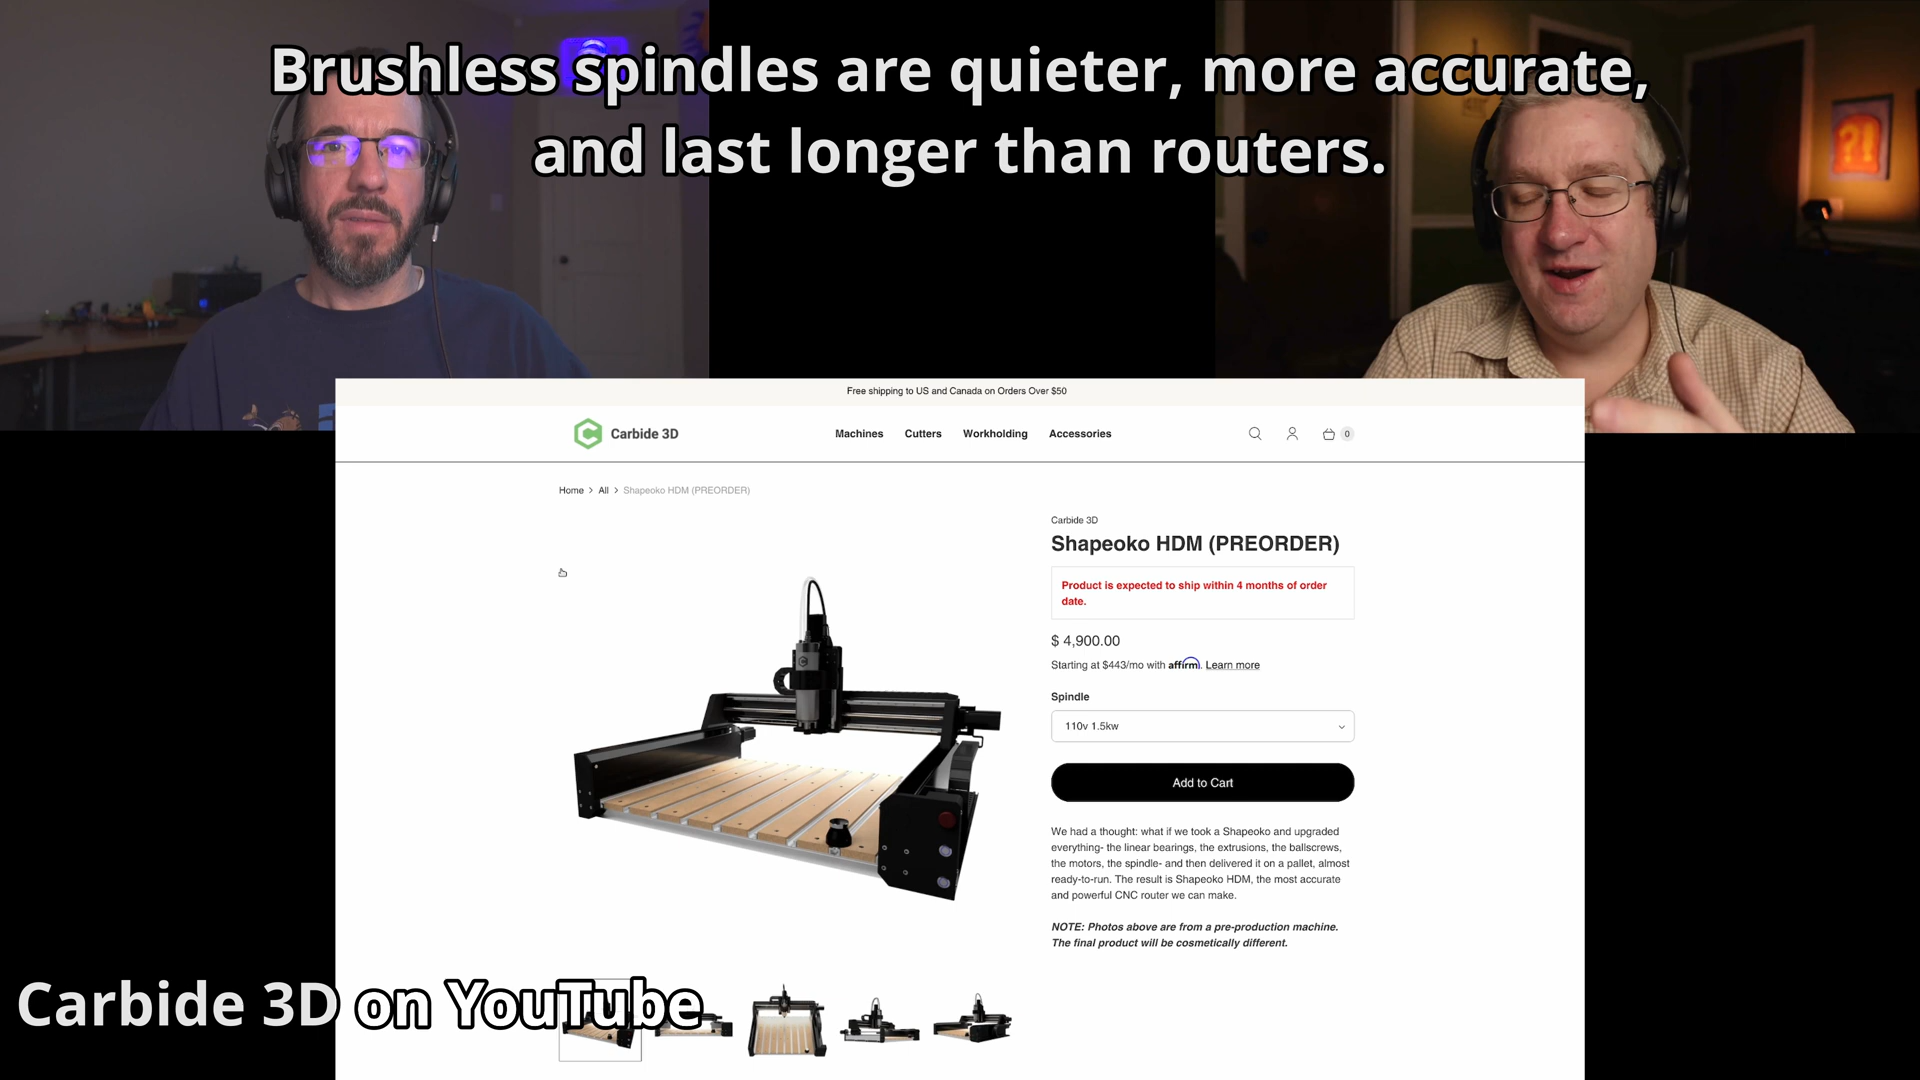 Brushless spindles are quieter, more accurate,
and last longer than routers.
?!
Free shipping to US and Canada on Orders Over $50
Carbide 3D
Machines Cutters Workholding Accessories 0
Home > All > Shapeoko HDM (PREORDER)
Carbide 3D
Shapeoko HDM (PREORDER)
Product is expected to ship within 4 months of order
date.
$ 4,900.00
Starting at $443/mo with affirm. Learn more
Spindle
110v 1.5kw
Add to Cart
We had a thought: what if we took a Shapeoko and upgraded
everything- the linear bearings, the extrusions, the ballscrews,
the motors, the spindle- and then delivered it on a pallet, almost
ready-to-run. The result is Shapeoko HDM, the most accurate
and powerful CNC router we can make.
NOTE: Photos above are from a pre-production machine.
The final product will be cosmetically different.
Carbide 3D on YouTube